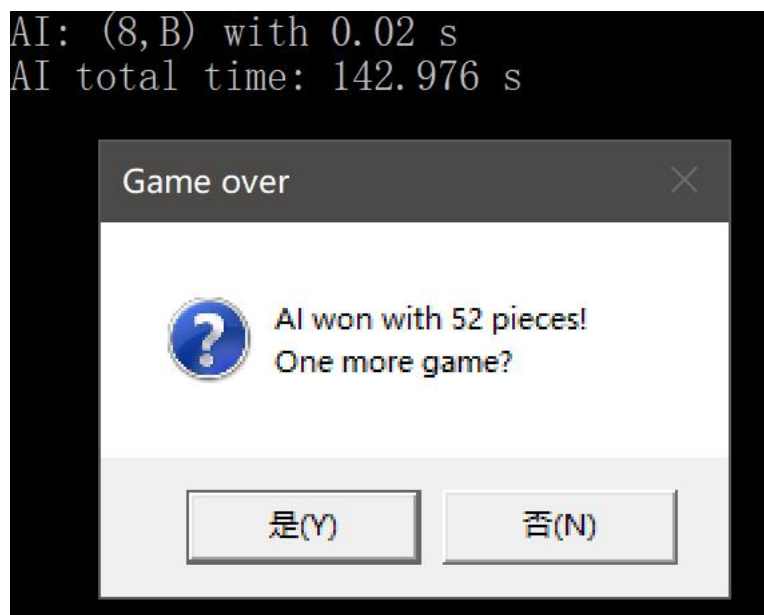 AI: (8,B) with 0.02 s
AI total time: 142.976 s
Game over
AI won with 52 pieces!
One more game?
是(Y)
否(N)